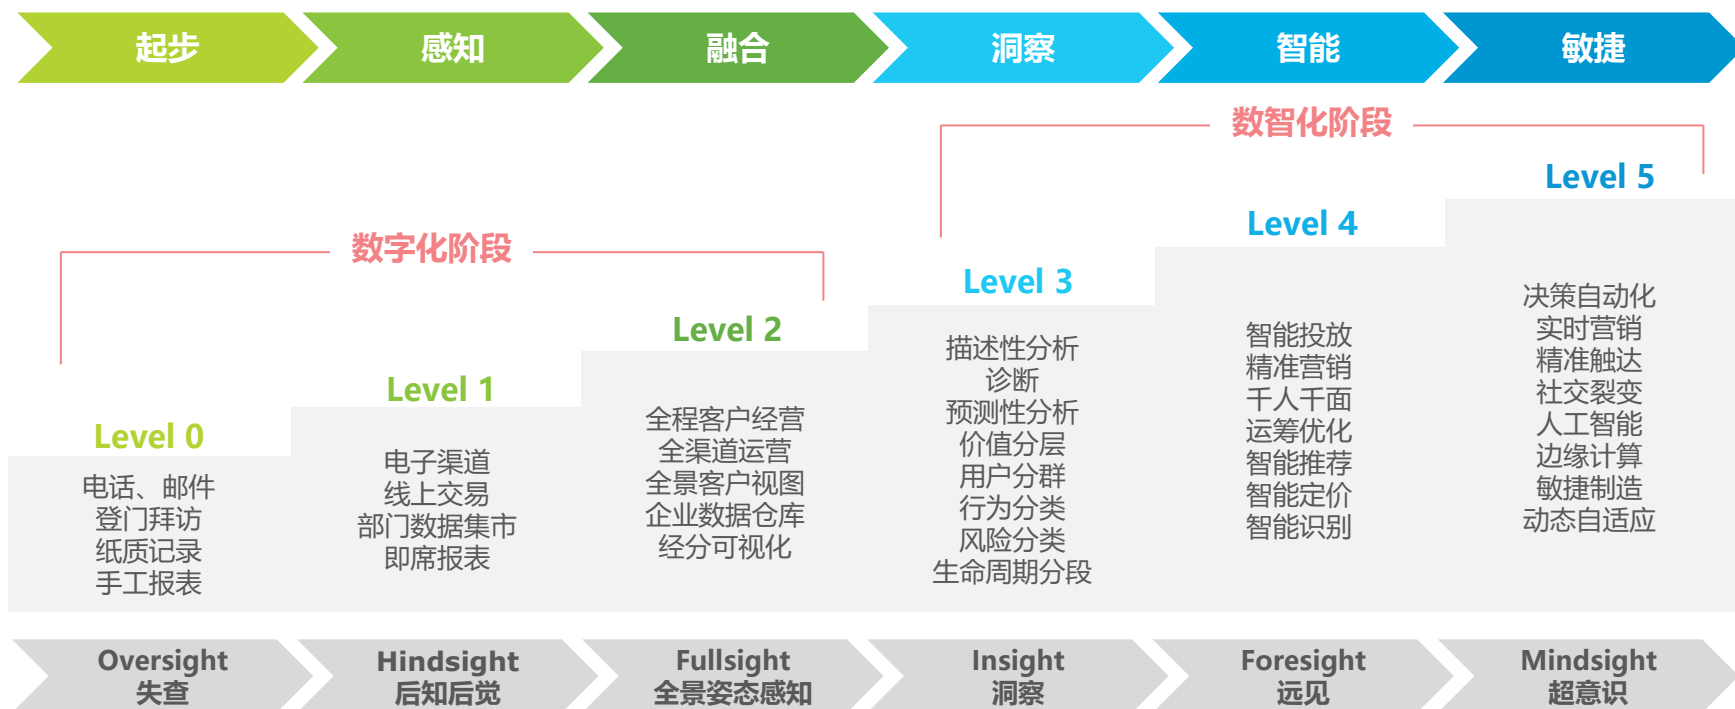 起步
感知
融合
洞察
智能
敏捷
数智化阶段
数字化阶段
Level 0
电话、邮件
登门拜访
纸质记录
手工报表
Level 1
电子渠道
线上交易
部门数据集市
即席报表
Level 2
全程客户经营
全渠道运营
全景客户视图
企业数据仓库
经分可视化
Level 3
描述性分析
诊断
预测性分析
价值分层
用户分群
行为分类
风险分类
生命周期分段
Level 4
智能投放
精准营销
千人千面
运筹优化
智能推荐
智能定价
智能识别
Level 5
决策自动化
实时营销
精准触达
社交裂变
人工智能
边缘计算
敏捷制造
动态自适应
Oversight
失查
Hindsight
后知后觉
Fullsight
全景姿态感知
Insight
洞察
Foresight
远见
Mindsight
超意识